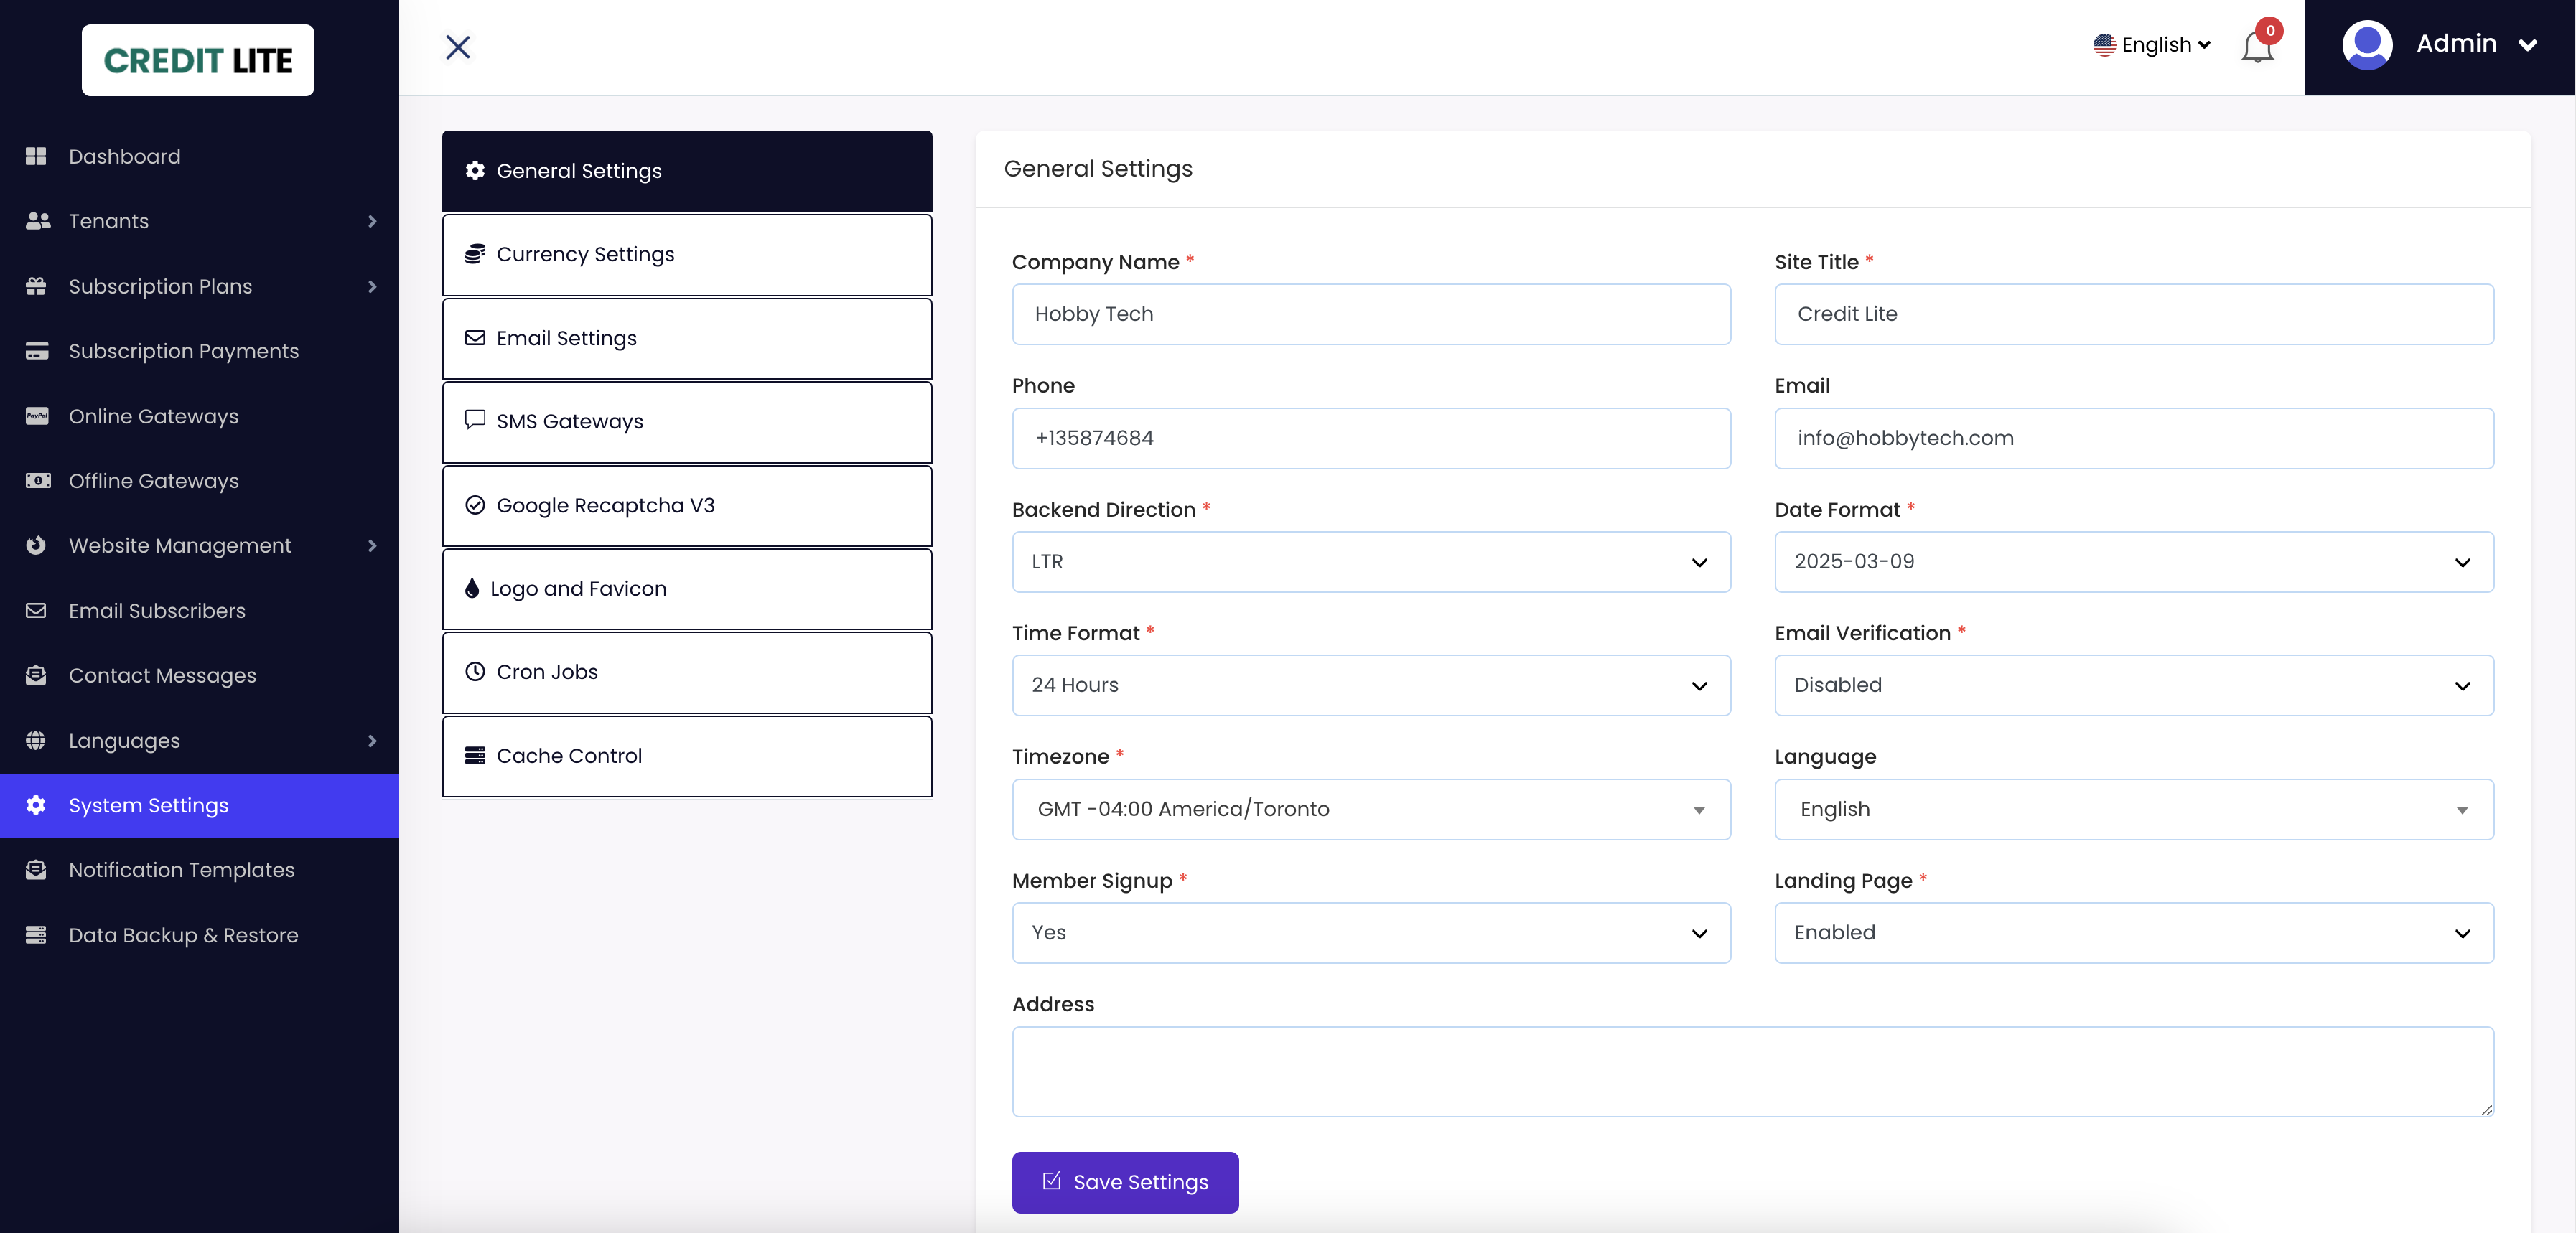 CREDIT LITE
English
0
Admin
Dashboard
Tenants
Subscription Plans
Subscription Payments
PayPal
Online Gateways
Offline Gateways
Website Management
Email Subscribers
Contact Messages
Languages
System Settings
Notification Templates
Data Backup & Restore
General Settings
Currency Settings
Email Settings
SMS Gateways
Google Recaptcha V3
Logo and Favicon
Cron Jobs
Cache Control
General Settings
Company Name *
Hobby Tech
Site Title *
Credit Lite
Phone
+135874684
Email
info@hobbytech.com
Backend Direction *
LTR
Date Format *
2025-03-09
Time Format *
24 Hours
Email Verification *
Disabled
Timezone *
GMT -04:00 America/Toronto
Language
English
Member Signup *
Yes
Landing Page *
Enabled
Address
Save Settings